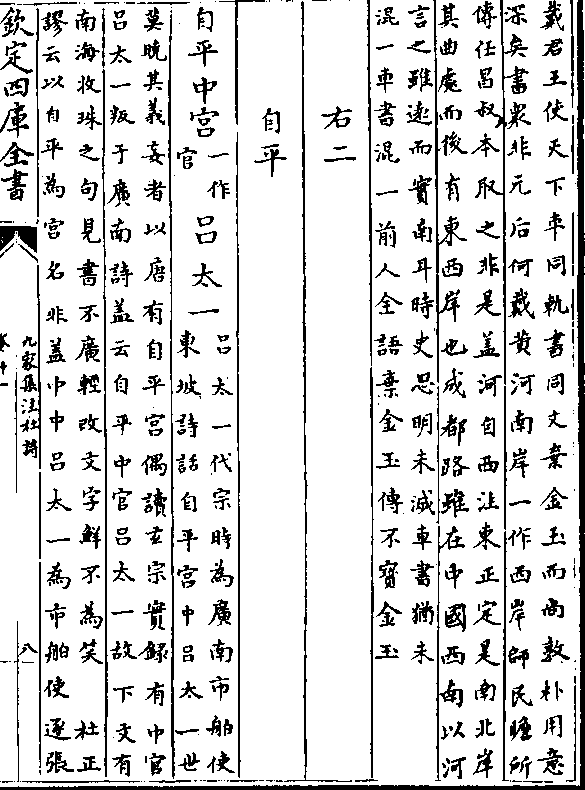 戴君王使天下車同軌書同文棄金玉而尚敦朴用意
深矣書衆非元后何戴黄河南岸一作西岸師民瞻所
傳任昌叔本取之非是盖河自西注東正定是南北岸
其曲處而後有東西岸也成都路雖在中國西南以河
言之雖逺而實南耳時史思明未滅車書猶未
混一車書混一前人全語棄金玉傳不寳金玉
右二
自平
自平中宫一作官吕太一吕太一代宗時為廣南市舶使
東坡詩話自平宫中吕太一世
莫曉其義妄者以唐有自平宫偶讀𤣥宗實録有中官
吕太一叛于廣南詩盖云自平中官吕太一故下文有
南海收珠之句見書不廣輕改文字鮮不為笑 杜正
謬云以自平為宫名非盖中中吕太一為市舶使逐張
欽定四庫全書
九家集注杜詩
卷十一
八